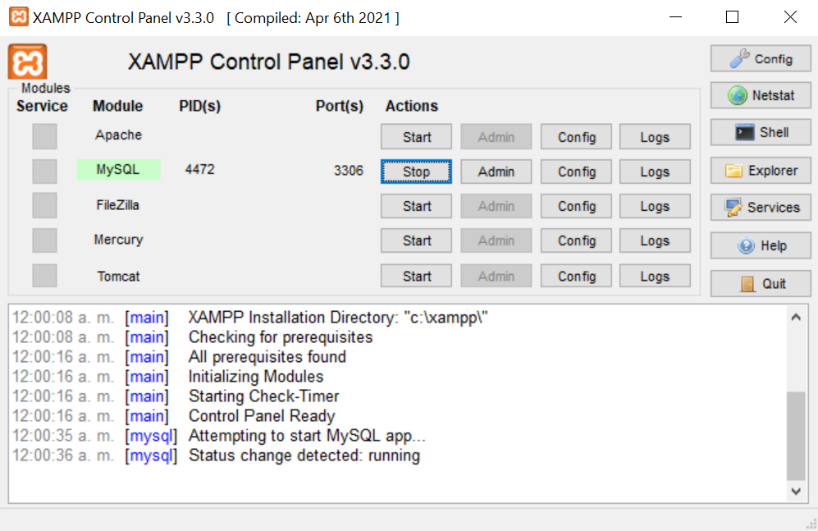 XAMPP Control Panel v3.3.0 [ Compiled: Apr 6th 2021 ]
XAMPP Control Panel v3.3.0
Config
Modules
Service Module PID(s) Port(s) Actions
Netstat
Apache Start Admin Config Logs
Shell
MySQL 4472 3306 Stop Admin Config Logs
Explorer
FileZilla Start Admin Config Logs
Services
Mercury Start Admin Config Logs
Help
Tomcat Start Admin Config Logs
Quit
12:00:08 a. m. [main] XAMPP Installation Directory: "c:\xampp\"
12:00:08 a. m. [main] Checking for prerequisites
12:00:16 a. m. [main] All prerequisites found
12:00:16 a. m. [main] Initializing Modules
12:00:16 a. m. [main] Starting Check-Timer
12:00:16 a. m. [main] Control Panel Ready
12:00:35 a. m. [mysql] Attempting to start MySQL app...
12:00:36 a. m. [mysql] Status change detected: running